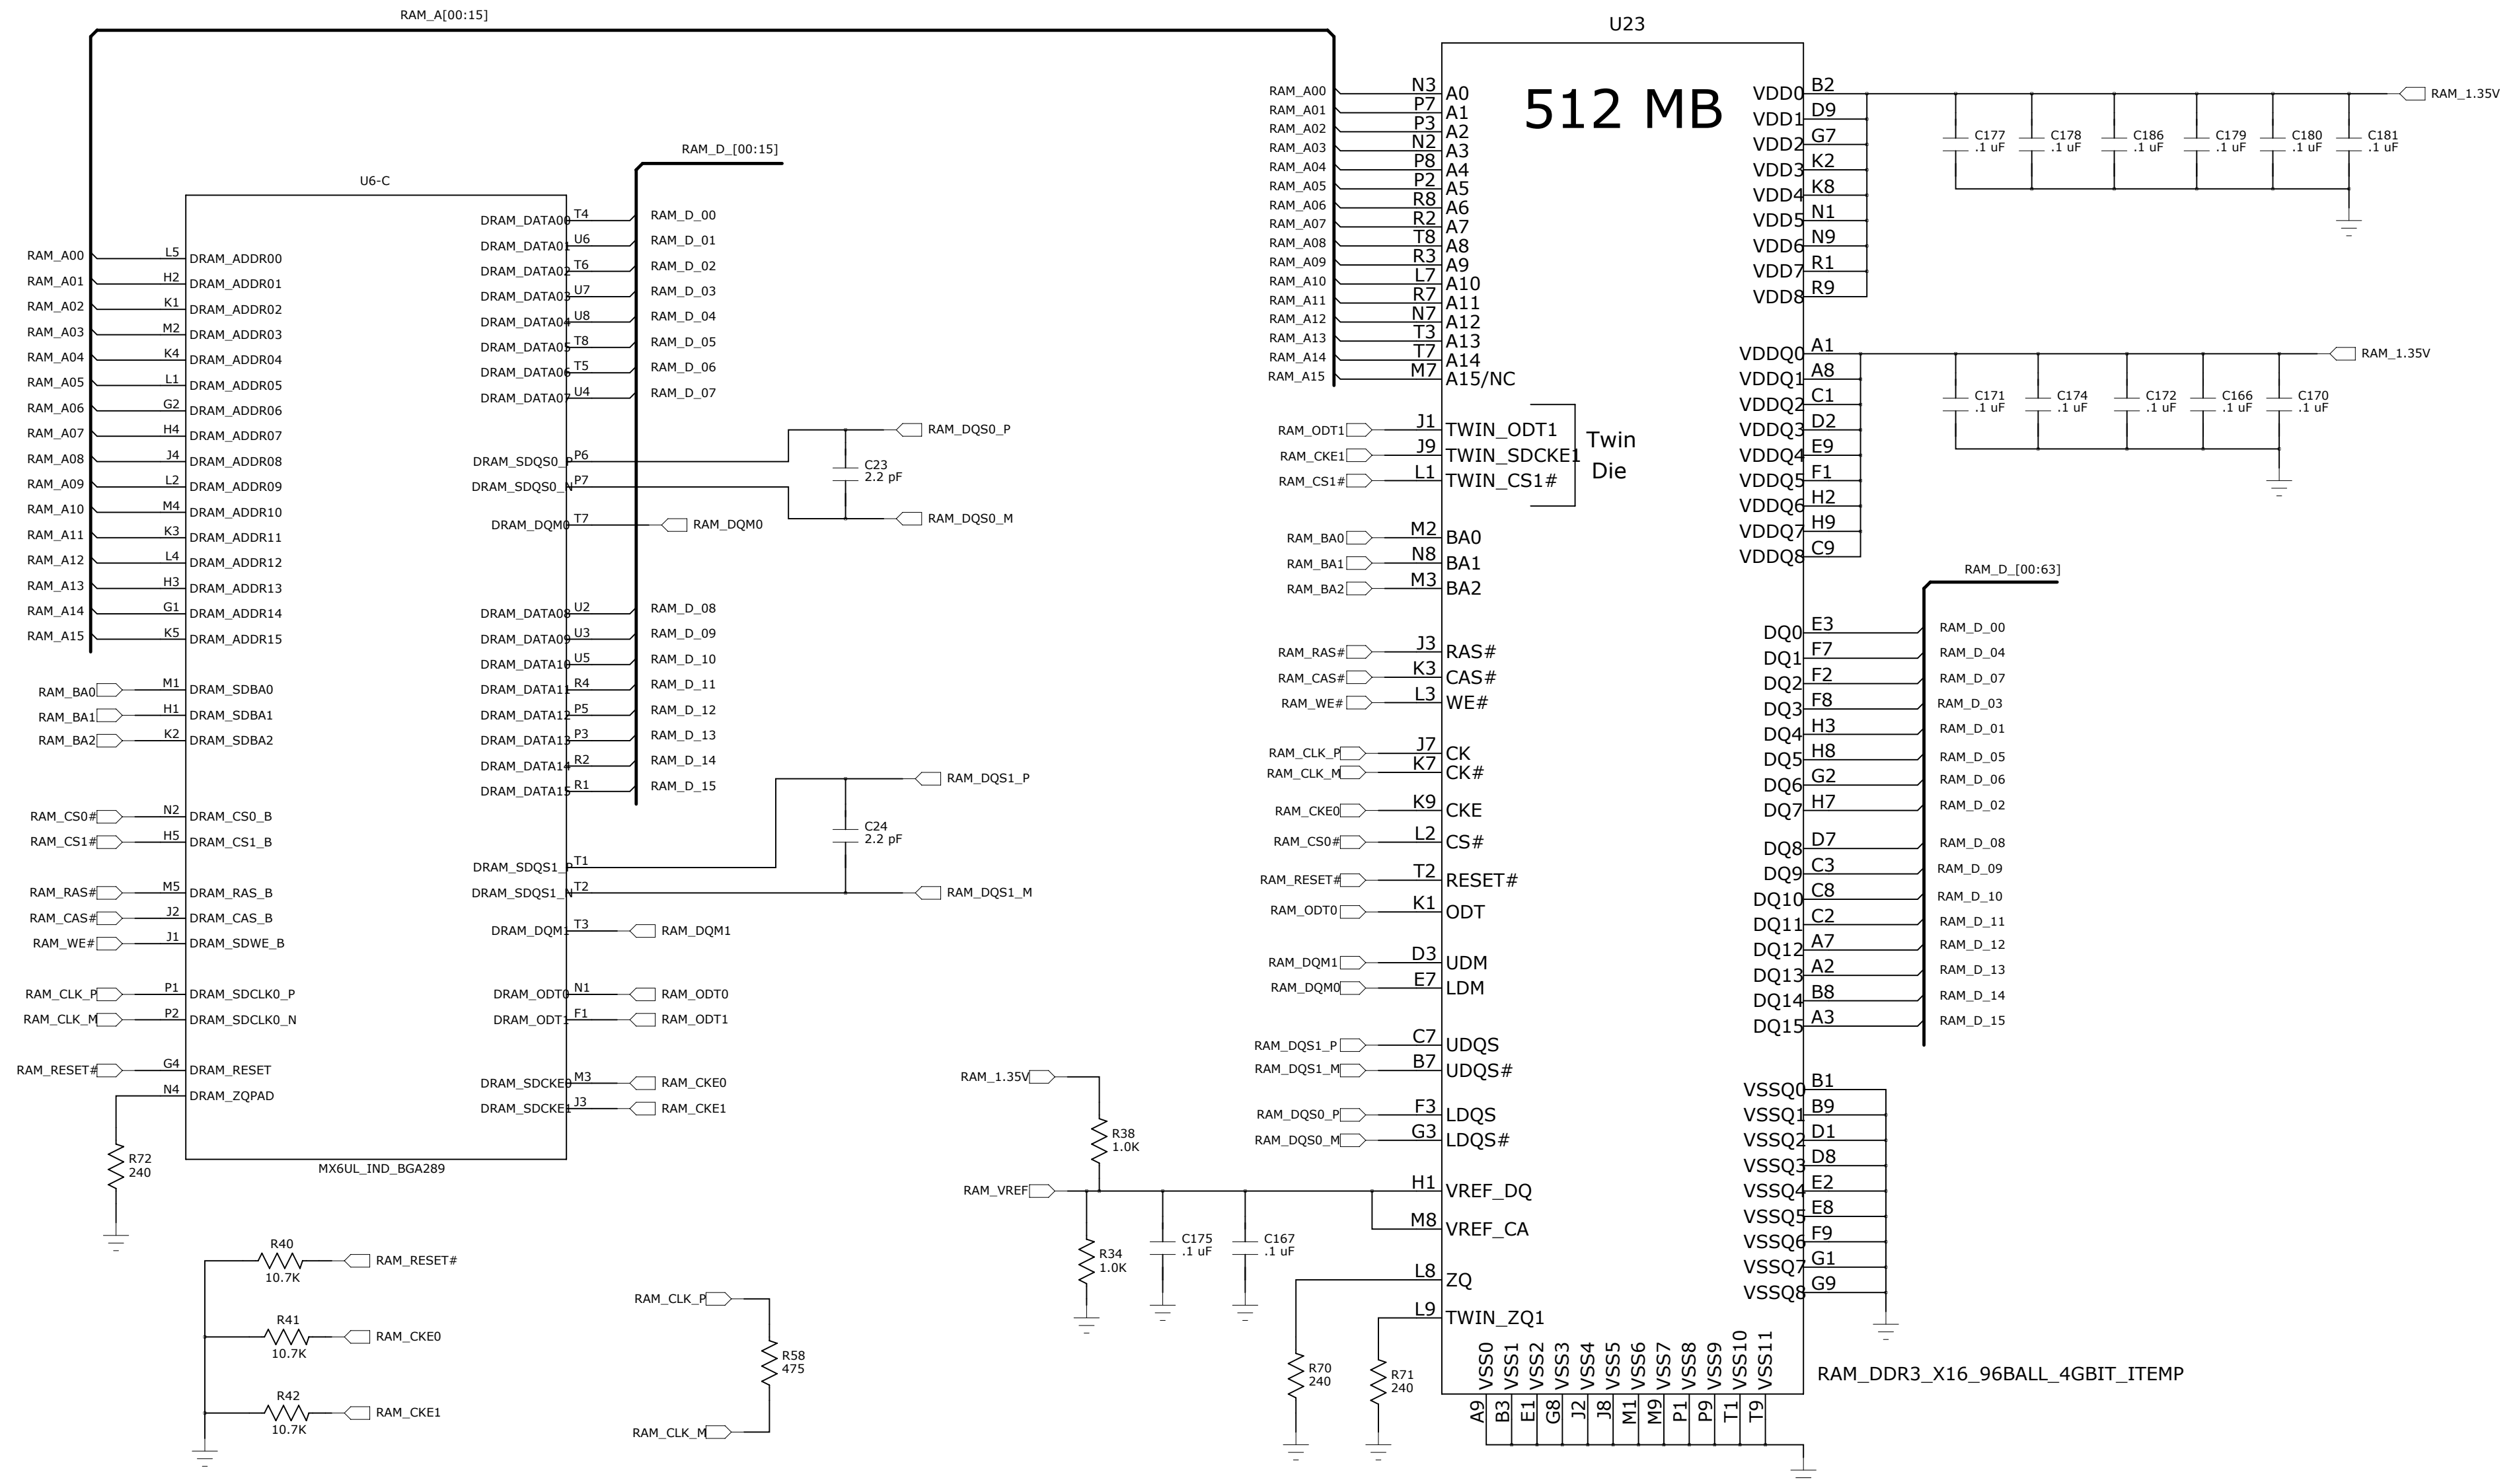 RAM_A[00:15]
U6-C
RAM_A00 L5 DRAM_ADDR00
RAM_A01 H2 DRAM_ADDR01
RAM_A02 K1 DRAM_ADDR02
RAM_A03 M2 DRAM_ADDR03
RAM_A04 K4 DRAM_ADDR04
RAM_A05 L1 DRAM_ADDR05
RAM_A06 G2 DRAM_ADDR06
RAM_A07 H4 DRAM_ADDR07
RAM_A08 J4 DRAM_ADDR08
RAM_A09 L2 DRAM_ADDR09
RAM_A10 M4 DRAM_ADDR10
RAM_A11 K3 DRAM_ADDR11
RAM_A12 L4 DRAM_ADDR12
RAM_A13 H3 DRAM_ADDR13
RAM_A14 G1 DRAM_ADDR14
RAM_A15 K5 DRAM_ADDR15
RAM_BA0 M1 DRAM_SDBA0
RAM_BA1 H1 DRAM_SDBA1
RAM_BA2 K2 DRAM_SDBA2
RAM_CS0# N2 DRAM_CS0_B
RAM_CS1# H5 DRAM_CS1_B
RAM_RAS# M5 DRAM_RAS_B
RAM_CAS# J2 DRAM_CAS_B
RAM_WE# J1 DRAM_SDWE_B
RAM_CLK_P P1 DRAM_SDCLK0_P
RAM_CLK_M P2 DRAM_SDCLK0_N
RAM_RESET# G4 DRAM_RESET
N4 DRAM_ZQPAD
R72
240
MX6UL_IND_BGA289
RAM_D_[00:15]
DRAM_DATA00 T4 RAM_D_00
DRAM_DATA01 U6 RAM_D_01
DRAM_DATA02 T6 RAM_D_02
DRAM_DATA03 U7 RAM_D_03
DRAM_DATA04 U8 RAM_D_04
DRAM_DATA05 T8 RAM_D_05
DRAM_DATA06 T5 RAM_D_06
DRAM_DATA07 U4 RAM_D_07
RAM_DQS0_P
DRAM_SDQS0_P P6
C23
2.2 pF
DRAM_SDQS0_N P7
RAM_DQS0_M
DRAM_DQM0 T7 RAM_DQM0
DRAM_DATA08 U2 RAM_D_08
DRAM_DATA09 U3 RAM_D_09
DRAM_DATA10 U5 RAM_D_10
DRAM_DATA11 R4 RAM_D_11
DRAM_DATA12 P5 RAM_D_12
DRAM_DATA13 P3 RAM_D_13
DRAM_DATA14 R2 RAM_D_14
DRAM_DATA15 R1 RAM_D_15
RAM_DQS1_P
C24
2.2 pF
DRAM_SDQS1_P T1
DRAM_SDQS1_N T2 RAM_DQS1_M
DRAM_DQM1 T3 RAM_DQM1
DRAM_ODT0 N1 RAM_ODT0
DRAM_ODT1 F1 RAM_ODT1
DRAM_SDCKE0 M3 RAM_CKE0
DRAM_SDCKE1 J3 RAM_CKE1
R40
10.7K
RAM_RESET#
R41
10.7K
RAM_CKE0
R42
10.7K
RAM_CKE1
RAM_CLK_P
R58
475
RAM_CLK_M
U23
512 MB
RAM_A00 N3 A0
RAM_A01 P7 A1
RAM_A02 P3 A2
RAM_A03 N2 A3
RAM_A04 P8 A4
RAM_A05 P2 A5
RAM_A06 R8 A6
RAM_A07 R2 A7
RAM_A08 T8 A8
RAM_A09 R3 A9
RAM_A10 L7 A10
RAM_A11 R7 A11
RAM_A12 N7 A12
RAM_A13 T3 A13
RAM_A14 T7 A14
RAM_A15 M7 A15/NC
RAM_ODT1 J1 TWIN_ODT1
RAM_CKE1 J9 TWIN_SDCKE1
RAM_CS1# L1 TWIN_CS1#
Twin
Die
RAM_BA0 M2 BA0
RAM_BA1 N8 BA1
RAM_BA2 M3 BA2
RAM_RAS# J3 RAS#
RAM_CAS# K3 CAS#
RAM_WE# L3 WE#
RAM_CLK_P J7 CK
RAM_CLK_M K7 CK#
RAM_CKE0 K9 CKE
RAM_CS0# L2 CS#
RAM_RESET# T2 RESET#
RAM_ODT0 K1 ODT
RAM_DQM1 D3 UDM
RAM_DQM0 E7 LDM
RAM_DQS1_P C7 UDQS
RAM_DQS1_M B7 UDQS#
RAM_DQS0_P F3 LDQS
RAM_DQS0_M G3 LDQS#
RAM_1.35V
R38
1.0K
RAM_VREF
H1 VREF_DQ
M8 VREF_CA
R34
1.0K
C175
.1 uF
C167
.1 uF
L8 ZQ
L9 TWIN_ZQ1
R70
240
R71
240
VDD0 B2
VDD1 D9
VDD2 G7
VDD3 K2
VDD4 K8
VDD5 N1
VDD6 N9
VDD7 R1
VDD8 R9
RAM_1.35V
C177 C178 C186 C179 C180 C181
.1 uF .1 uF .1 uF .1 uF .1 uF .1 uF
VDDQ0 A1
VDDQ1 A8
VDDQ2 C1
VDDQ3 D2
VDDQ4 E9
VDDQ5 F1
VDDQ6 H2
VDDQ7 H9
VDDQ8 C9
RAM_1.35V
C171 C174 C172 C166 C170
.1 uF .1 uF .1 uF .1 uF .1 uF
RAM_D_[00:63]
DQ0 E3 RAM_D_00
DQ1 F7 RAM_D_04
DQ2 F2 RAM_D_07
DQ3 F8 RAM_D_03
DQ4 H3 RAM_D_01
DQ5 H8 RAM_D_05
DQ6 G2 RAM_D_06
DQ7 H7 RAM_D_02
DQ8 D7 RAM_D_08
DQ9 C3 RAM_D_09
DQ10 C8 RAM_D_10
DQ11 C2 RAM_D_11
DQ12 A7 RAM_D_12
DQ13 A2 RAM_D_13
DQ14 B8 RAM_D_14
DQ15 A3 RAM_D_15
VSSQ0 B1
VSSQ1 B9
VSSQ2 D1
VSSQ3 D8
VSSQ4 E2
VSSQ5 E8
VSSQ6 F9
VSSQ7 G1
VSSQ8 G9
VSS0 A9
VSS1 B3
VSS2 E1
VSS3 G8
VSS4 J2
VSS5 J8
VSS6 M1
VSS7 M9
VSS8 P1
VSS9 P9
VSS10 T1
VSS11 T9
RAM_DDR3_X16_96BALL_4GBIT_ITEMP